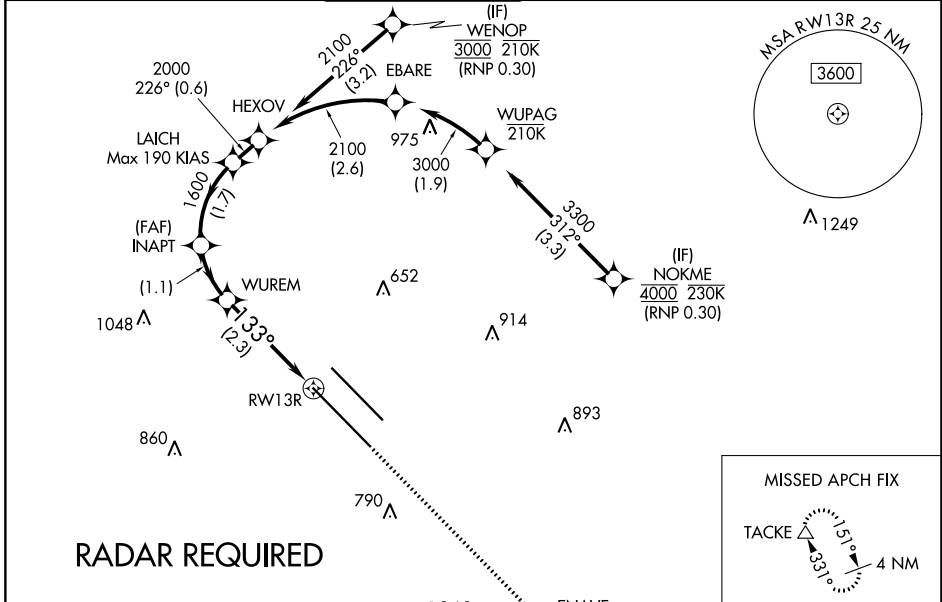 (IF)
WENOP
3000 210K
(RNP 0.30)
2100
226°
(3.2)
2000
226° (0.6)
HEXOV
EBARE
WUPAG
210K
LAICH
Max 190 KIAS
975
2100
(2.6)
3000
(1.9)
1600
(1.7)
3300
312°
(3.3)
(FAF)
INAPT
(IF)
NOKME
4000 230K
(RNP 0.30)
(1.1)
WUREM
652
1048
133°
(2.3)
914
RW13R
893
860
790
RADAR REQUIRED
MSA RW13R 25 NM
3600
1249
MISSED APCH FIX
TACKE
151°
331°
4 NM